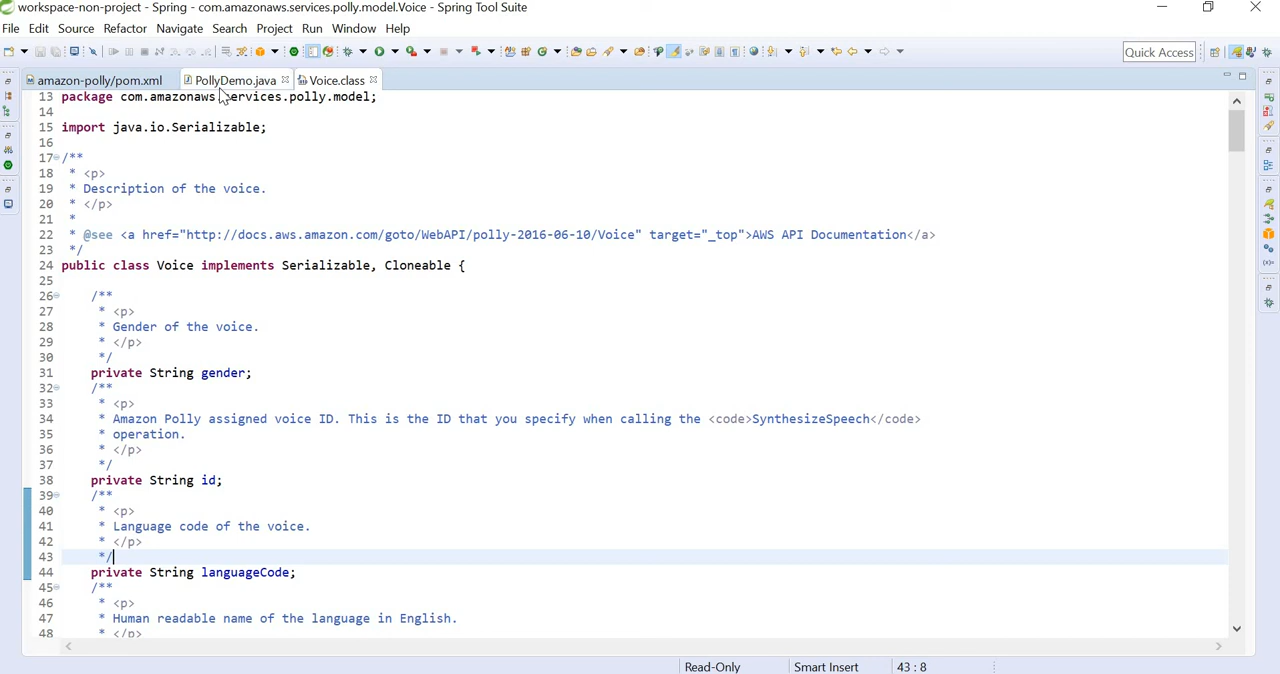 workspace-non-project - Spring - com.amazonaws.services.polly.model.Voice - Spring Tool Suite
File Edit Source Refactor Navigate Search Project Run Window Help
Quick Access
amazon-polly/pom.xml PollyDemo.java Voice.class
13 package com.amazonaws.services.polly.model;
14
15 import java.io.Serializable;
16
17 /**
18 * <p>
19 * Description of the voice.
20 * </p>
21 *
22 * @see <a href="http://docs.aws.amazon.com/goto/WebAPI/polly-2016-06-10/Voice" target="_top">AWS API Documentation</a>
23 */
24 public class Voice implements Serializable, Cloneable {
25
26 /**
27 * <p>
28 * Gender of the voice.
29 * </p>
30 */
31 private String gender;
32 /**
33 * <p>
34 * Amazon Polly assigned voice ID. This is the ID that you specify when calling the <code>SynthesizeSpeech</code>
35 * operation.
36 * </p>
37 */
38 private String id;
39 /**
40 * <p>
41 * Language code of the voice.
42 * </p>
43 */
44 private String languageCode;
45 /**
46 * <p>
47 * Human readable name of the language in English.
48 * </p>
Read-Only Smart Insert 43 : 8